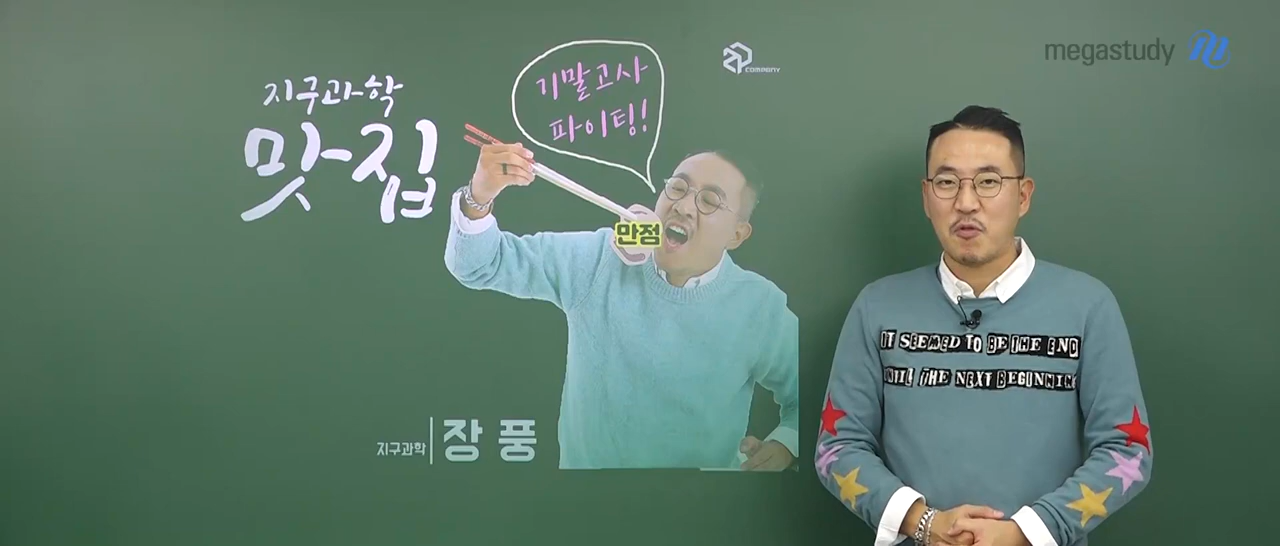 지구과학
맛집
기말고사
파이팅!
만점
COMPANY
megastudy
지구과학
장 풍
IT SEEMED TO BE THE END
UNTIL THE NEXT BEGINNING